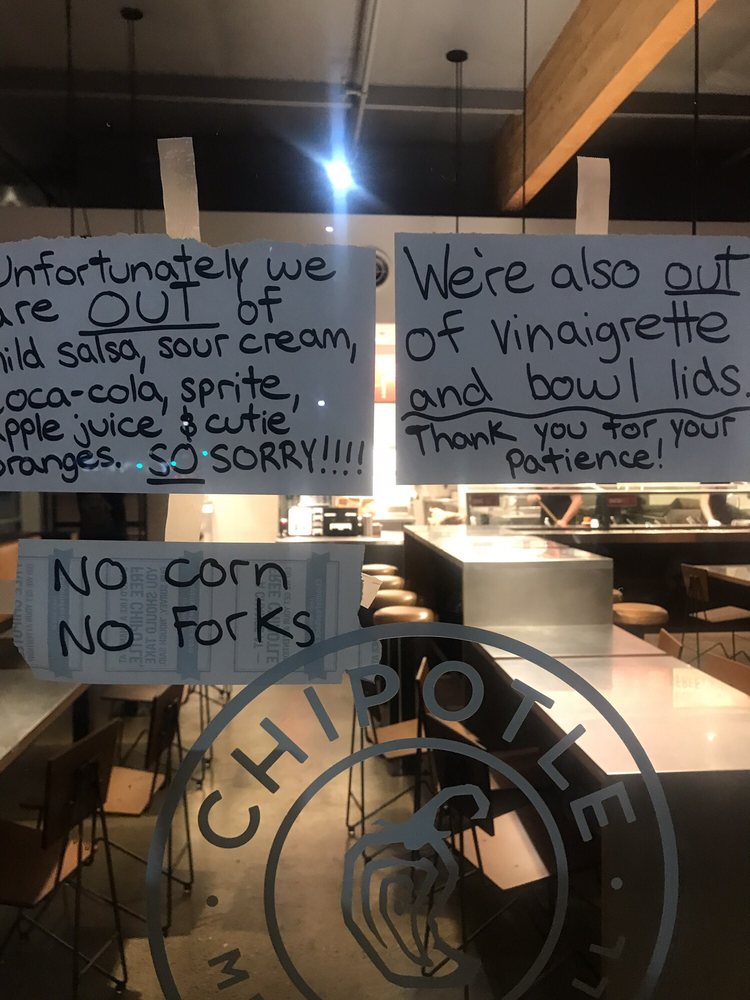 Unfortunately we
are OUT of
mild salsa, sour cream,
coca-cola, sprite,
apple juice & cutie
oranges. SO SORRY!!!!
We're also out
of vinaigrette
and bowl lids.
Thank you for your
Patience!
NO corn
NO Forks
CHIPOTLE